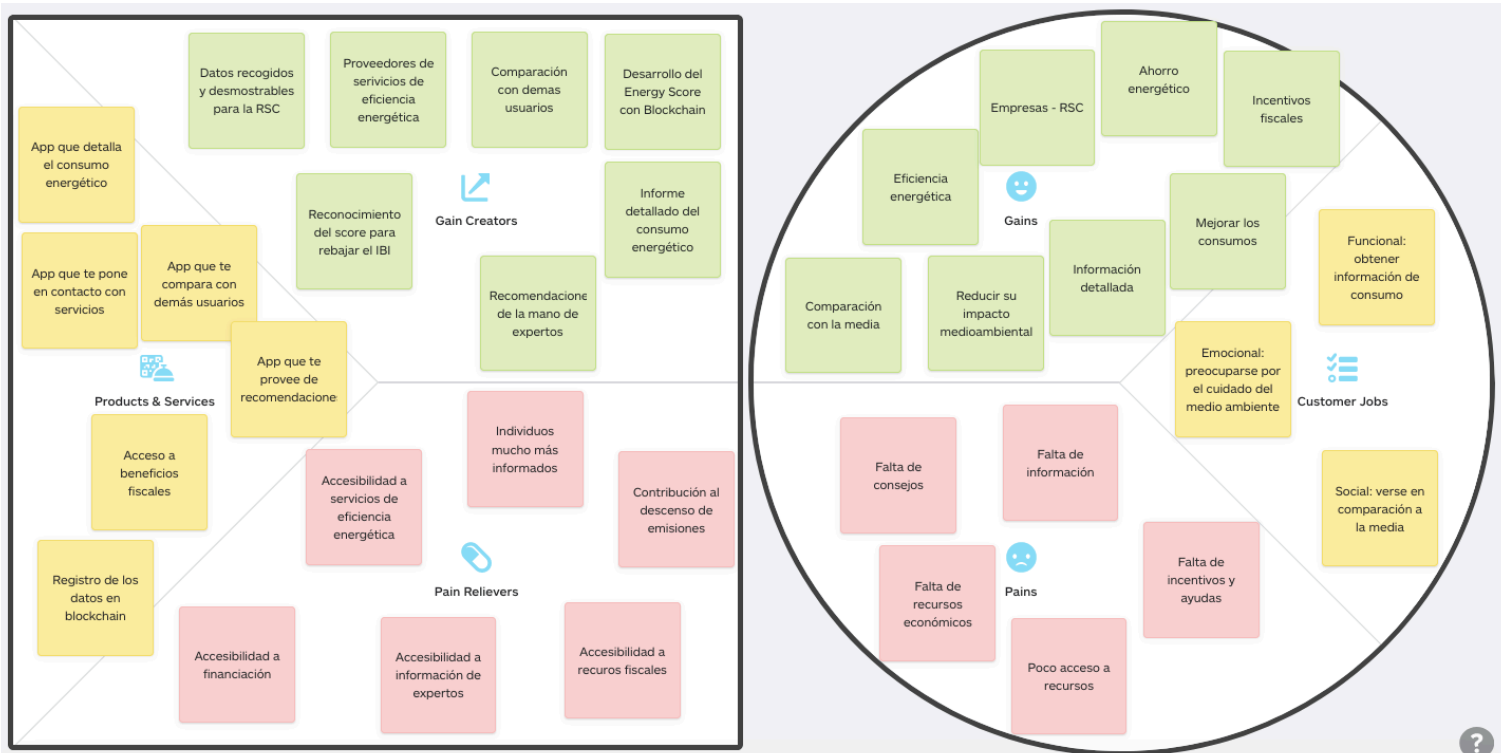 Datos recogidos
y desmostrables
para la RSC
Proveedores de
serivicios de
eficiencia
energética
Comparación
con demas
usuarios
Desarrollo del
Energy Score
con Blockchain
App que detalla
el consumo
energético
Reconocimiento
del score para
rebajar el IBI
Gain Creators
Informe
detallado del
consumo
energético
App que te pone
en contacto con
servicios
App que te
compara con
demás usuarios
Recomendacione
de la mano de
expertos
App que te
provee de
recomendacione
Products & Services
Acceso a
beneficios
fiscales
Registro de los
datos en
blockchain
Individuos
mucho más
informados
Accesibilidad a
servicios de
eficiencia
energética
Contribución al
descenso de
emisiones
Pain Relievers
Accesibilidad a
financiación
Accesibilidad a
información de
expertos
Accesibilidad a
recuros fiscales
Empresas - RSC
Ahorro
energético
Incentivos
fiscales
Eficiencia
energética
Gains
Mejorar los
consumos
Información
detallada
Comparación
con la media
Reducir su
impacto
medioambiental
Funcional:
obtener
información de
consumo
Emocional:
preocuparse por
el cuidado del
medio ambiente
Customer Jobs
Social: verse en
comparación a
la media
Falta de
consejos
Falta de
información
Falta de
recursos
económicos
Pains
Falta de
incentivos y
ayudas
Poco acceso a
recursos
?